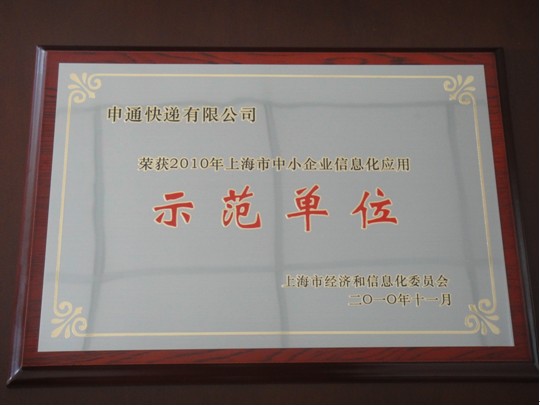 申通快递有限公司
荣获2010年上海市中小企业信息化应用
示范单位
上海市经济和信息化委员会
二〇一〇年十一月